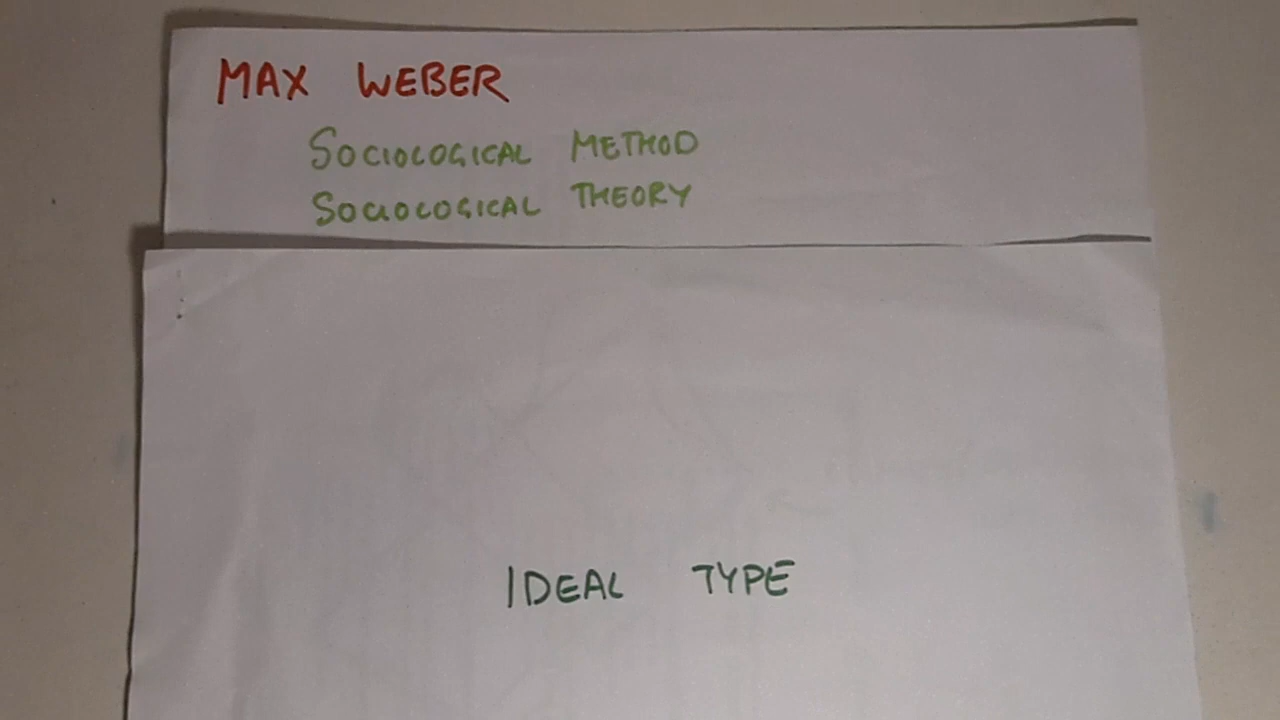 MAX WEBER
SOCIOLOGICAL METHOD
SOCIOLOGICAL THEORY
IDEAL TYPE